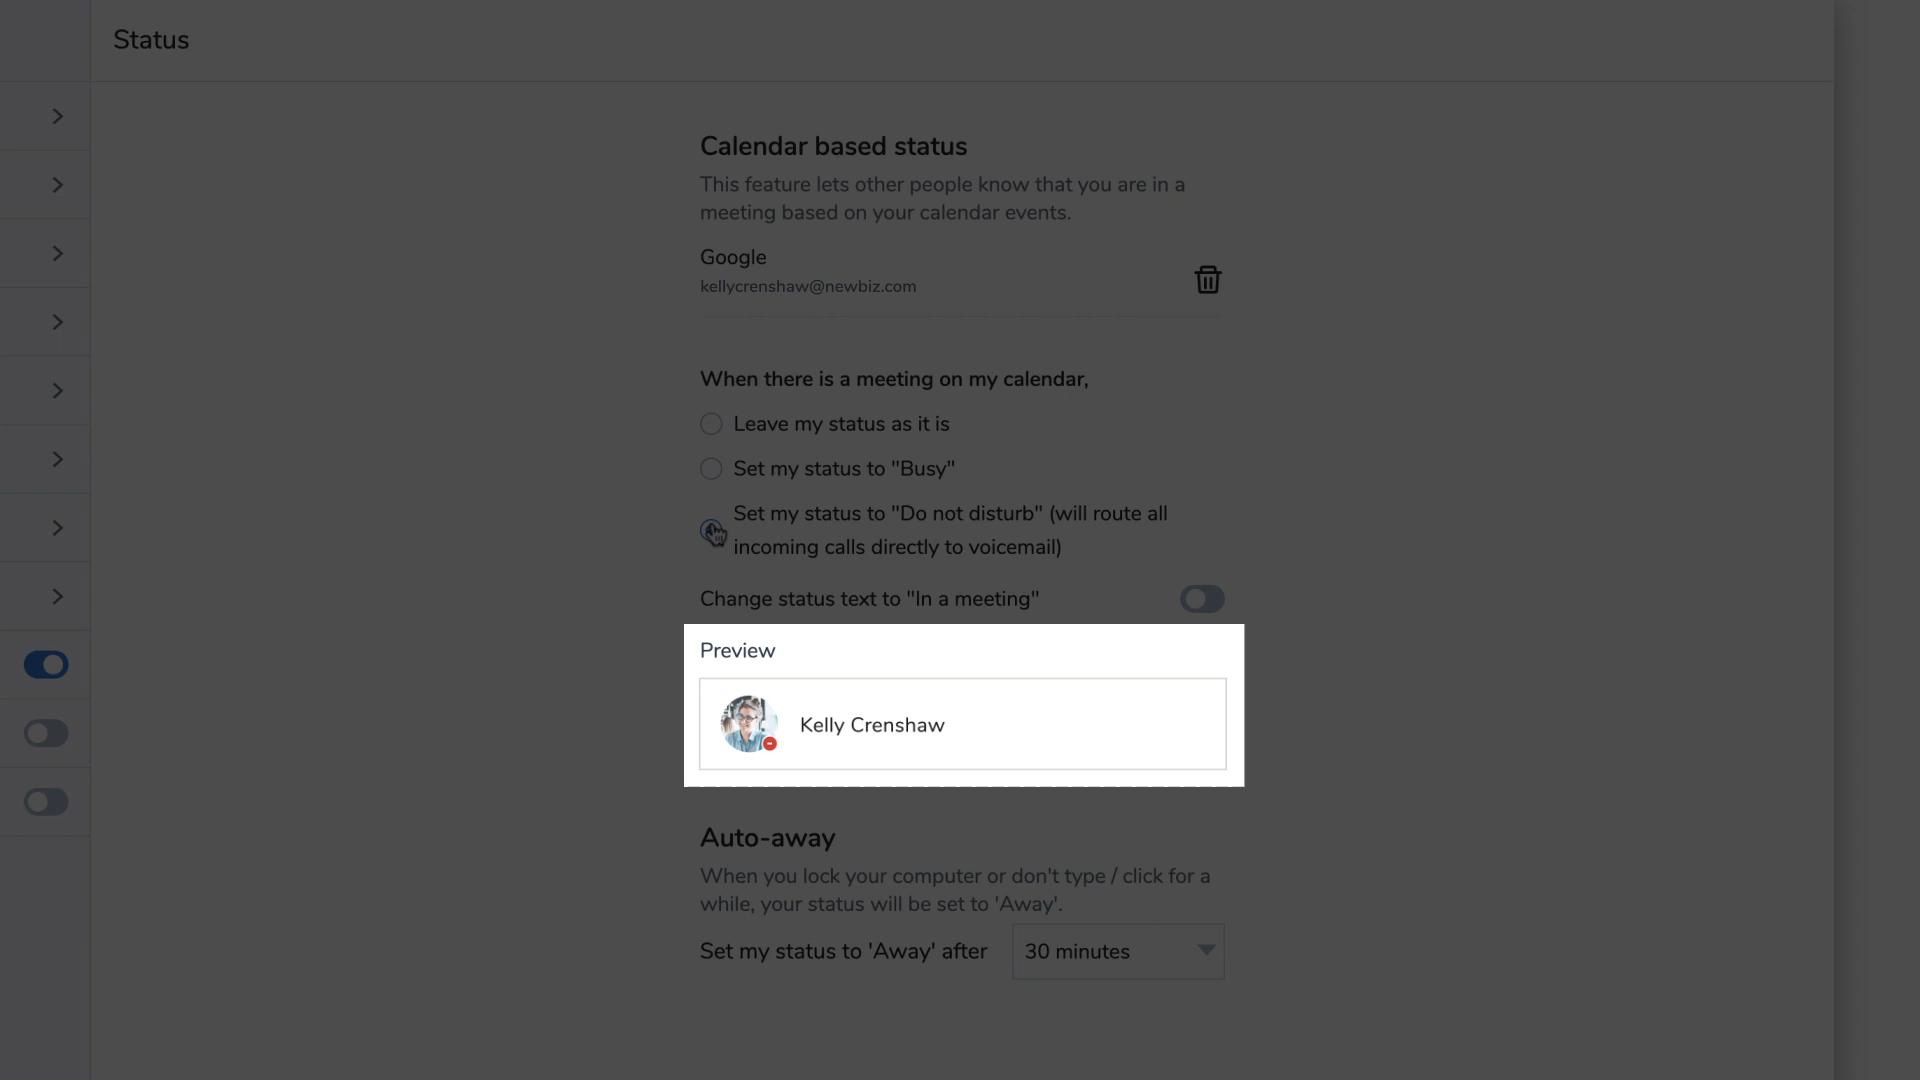 Status
Calendar based status
This feature lets other people know that you are in a
meeting based on your calendar events.
Google
kellycrenshaw@newbiz.com
When there is a meeting on my calendar,
Leave my status as it is
Set my status to "Busy"
Set my status to "Do not disturb" (will route all
incoming calls directly to voicemail)
Change status text to "In a meeting"
Preview
Kelly Crenshaw
Auto-away
When you lock your computer or don't type / click for a
while, your status will be set to 'Away'.
Set my status to 'Away' after
30 minutes